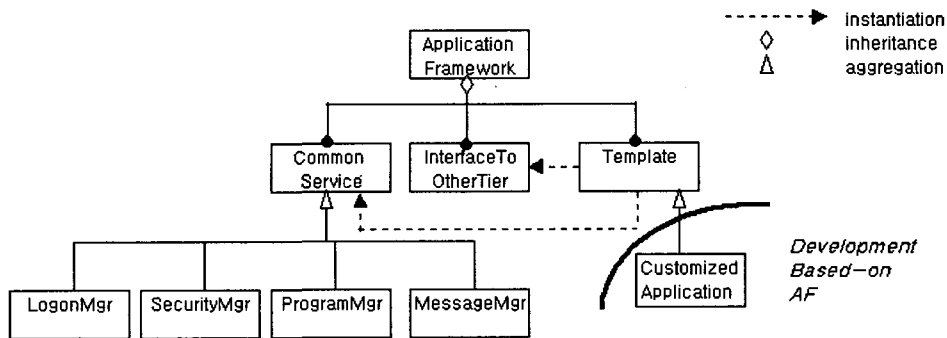 instantiation
inheritance
aggregation
Application
Framework
Common
Service
InterfaceTo
OtherTier
Template
Customized
Application
Development
Based-on
AF
LogonMgr
SecurityMgr
ProgramMgr
MessageMgr